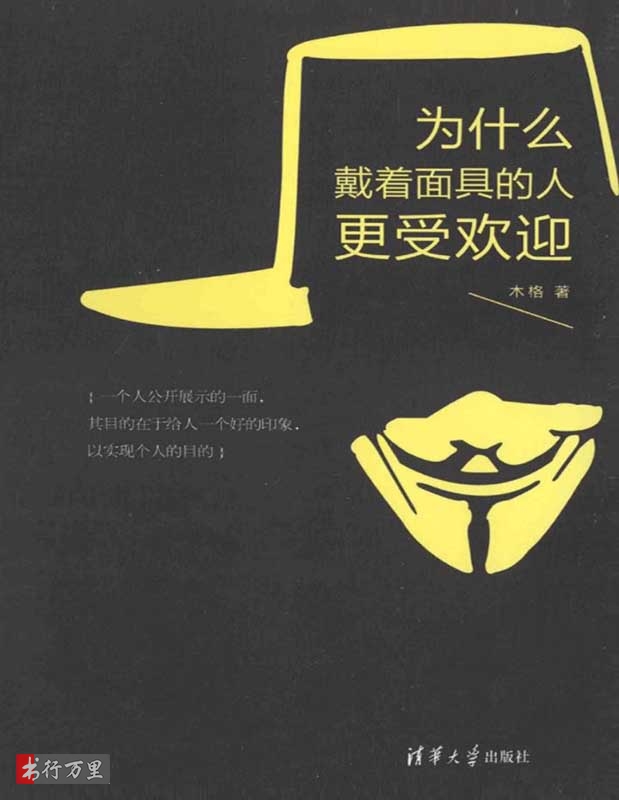 为什么
戴着面具的人
更受欢迎
木格 著
{ 一个人公开展示的一面，
其目的在于给人一个好的印象，
以实现个人的目的 }
书行万里
清华大学出版社